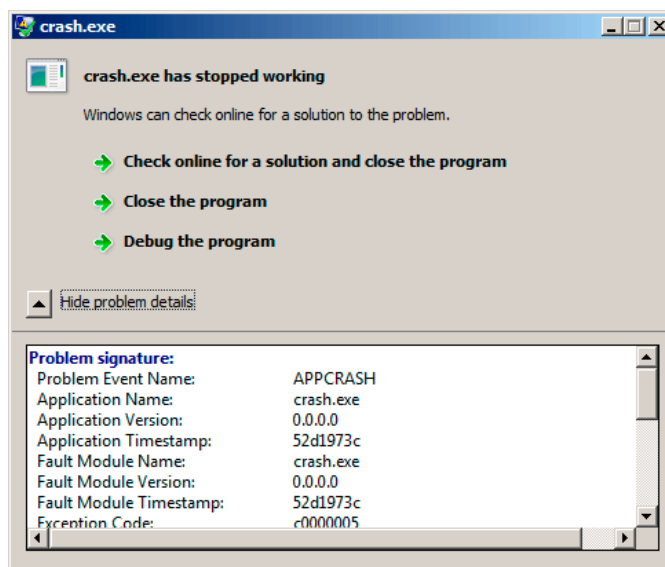 crash.exe
crash.exe has stopped working
Windows can check online for a solution to the problem.
Check online for a solution and close the program
Close the program
Debug the program
Hide problem details
Problem signature:
Problem Event Name: APPCRASH
Application Name: crash.exe
Application Version: 0.0.0.0
Application Timestamp: 52d1973c
Fault Module Name: crash.exe
Fault Module Version: 0.0.0.0
Fault Module Timestamp: 52d1973c
Exception Code: c0000005